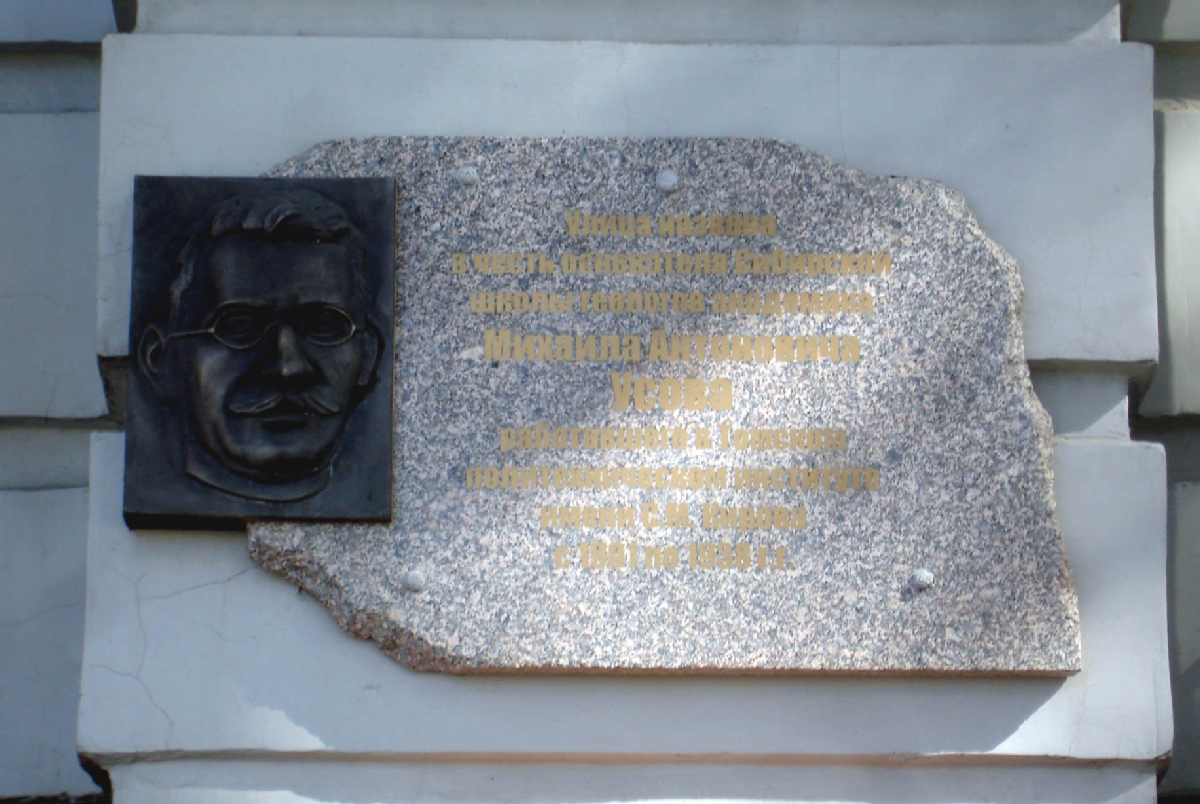 Улица названа
в честь основателя Сибирской
школы геологов академика
Михаила Антоновича
Усова
работавшего в Томском
политехническом институте
имени С.М. Кирова
с 1901 по 1938 г.г.